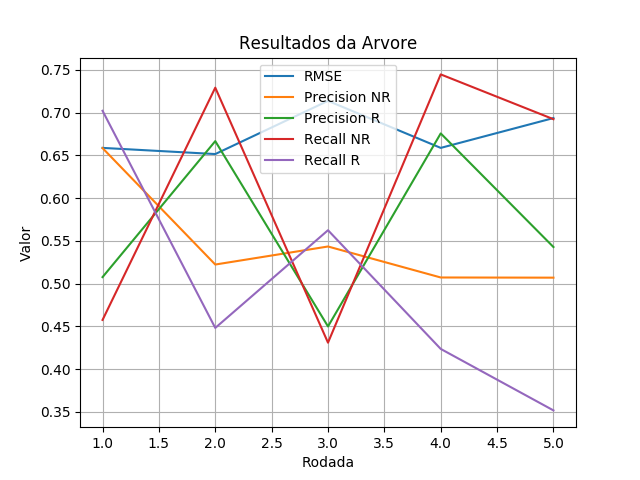 Resultados da Arvore
RMSE
Precision NR
Precision R
Recall NR
Recall R
0.75
0.70
0.65
0.60
0.55
0.50
0.45
0.40
0.35
Valor
1.0 1.5 2.0 2.5 3.0 3.5 4.0 4.5 5.0
Rodada